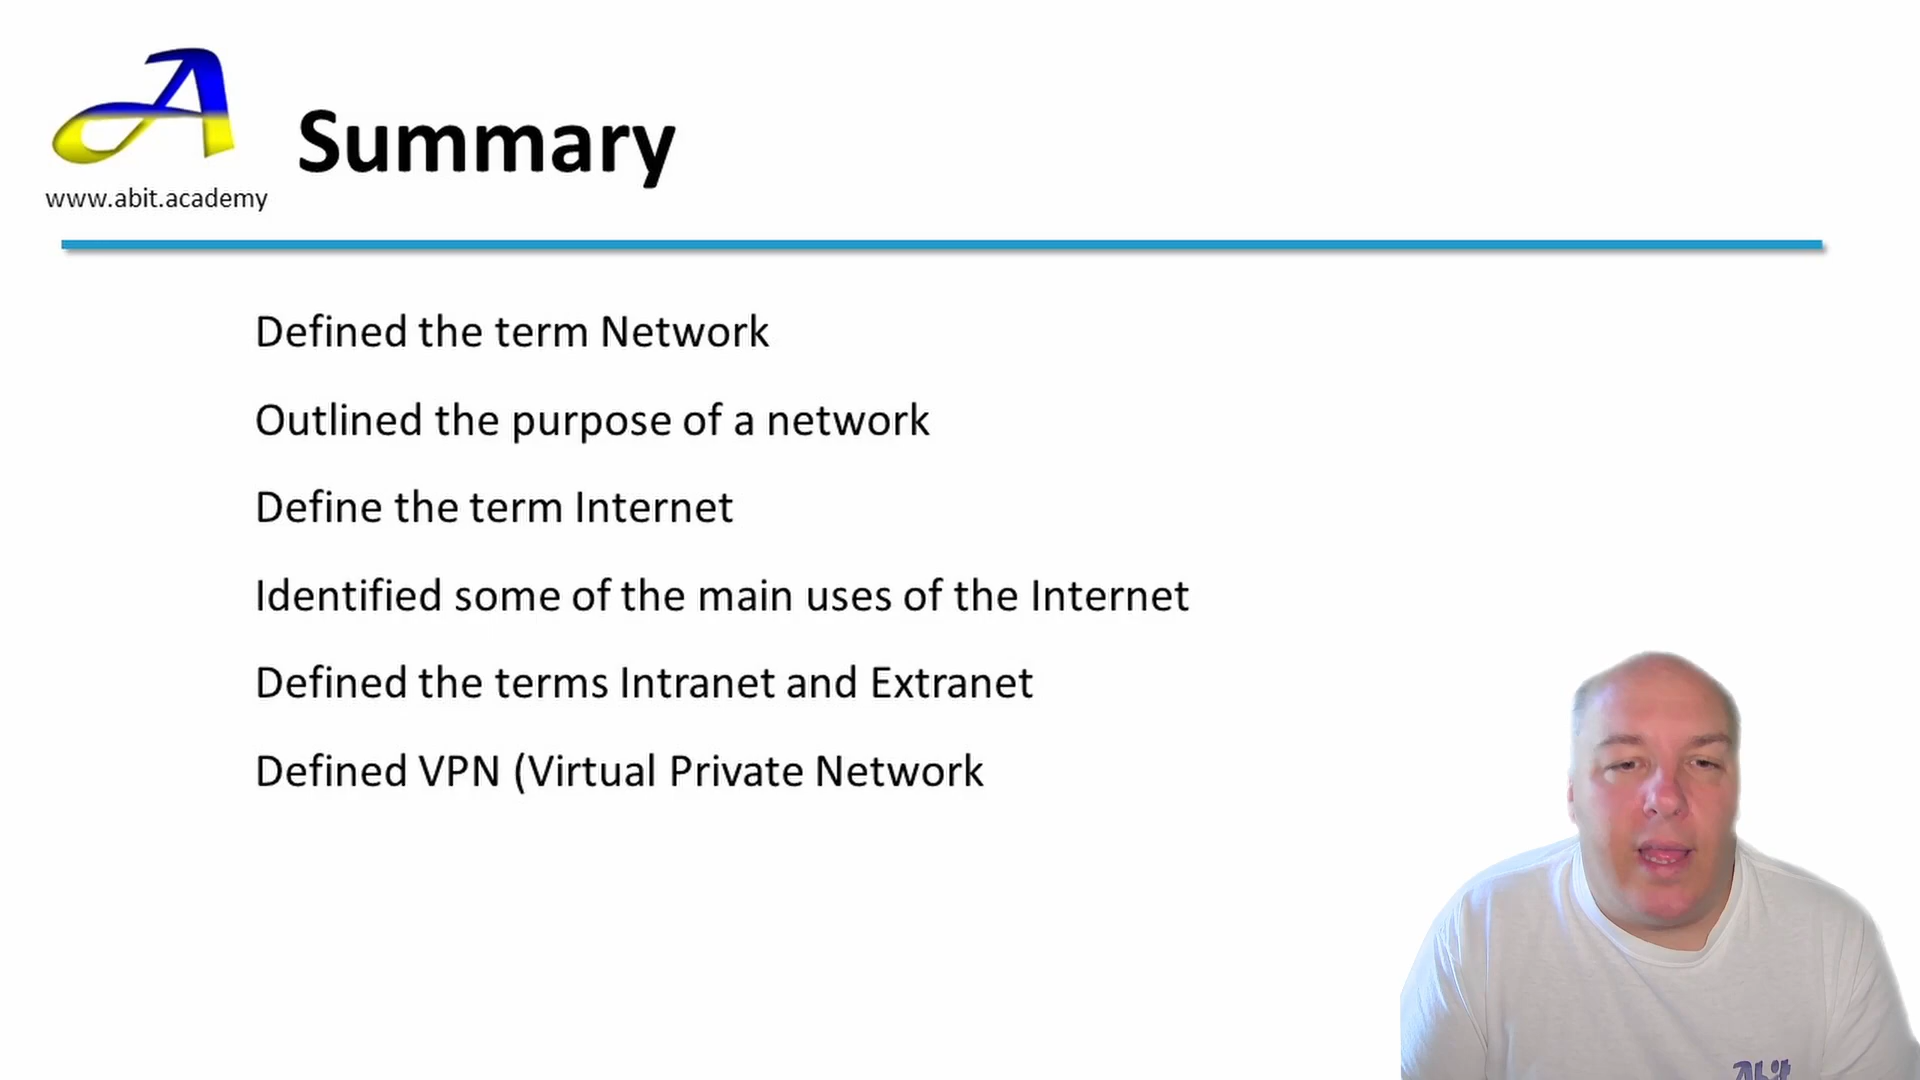 Summary
www.abit.academy
Defined the term Network
Outlined the purpose of a network
Define the term Internet
Identified some of the main uses of the Internet
Defined the terms Intranet and Extranet
Defined VPN (Virtual Private Network
Abit